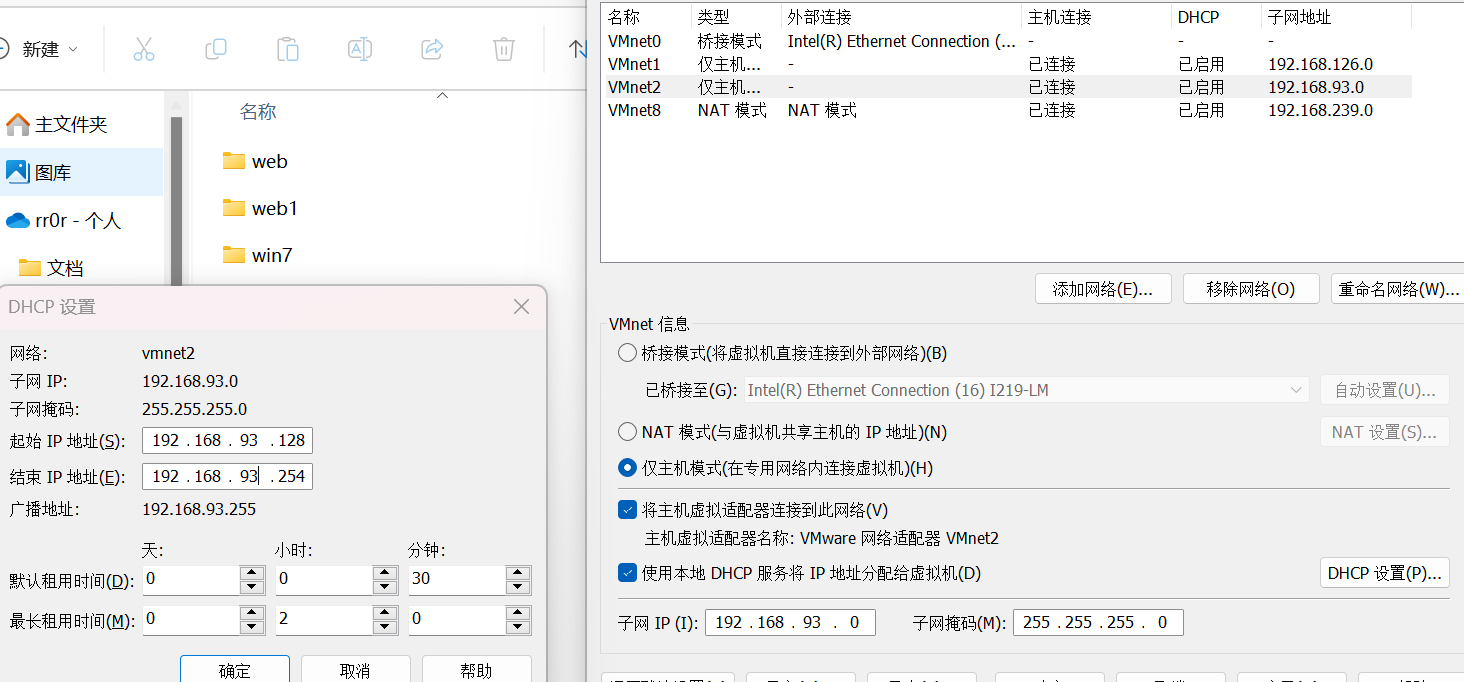 新建
主文件夹
图库
rr0r - 个人
文档
名称
web
web1
win7
名称 类型 外部连接 主机连接 DHCP 子网地址
VMnet0 桥接模式 Intel(R) Ethernet Connection (... - - -
VMnet1 仅主机... - 已连接 已启用 192.168.126.0
VMnet2 仅主机... - 已连接 已启用 192.168.93.0
VMnet8 NAT 模式 NAT 模式 已连接 已启用 192.168.239.0
添加网络(E)... 移除网络(O) 重命名网络(W)...
VMnet 信息
桥接模式(将虚拟机直接连接到外部网络)(B)
已桥接至(G): Intel(R) Ethernet Connection (16) I219-LM 自动设置(U)...
NAT 模式(与虚拟机共享主机的 IP 地址)(N) NAT 设置(S)...
仅主机模式(在专用网络内连接虚拟机)(H)
将主机虚拟适配器连接到此网络(V)
主机虚拟适配器名称: VMware 网络适配器 VMnet2
使用本地 DHCP 服务将 IP 地址分配给虚拟机(D) DHCP 设置(P)...
子网 IP (I): 192 . 168 . 93 . 0 子网掩码(M): 255 . 255 . 255 . 0
DHCP 设置
网络: vmnet2
子网 IP: 192.168.93.0
子网掩码: 255.255.255.0
起始 IP 地址(S): 192 . 168 . 93 . 128
结束 IP 地址(E): 192 . 168 . 93 . 254
广播地址: 192.168.93.255
天: 小时: 分钟:
默认租用时间(D): 0 0 30
最长租用时间(M): 0 2 0
确定 取消 帮助